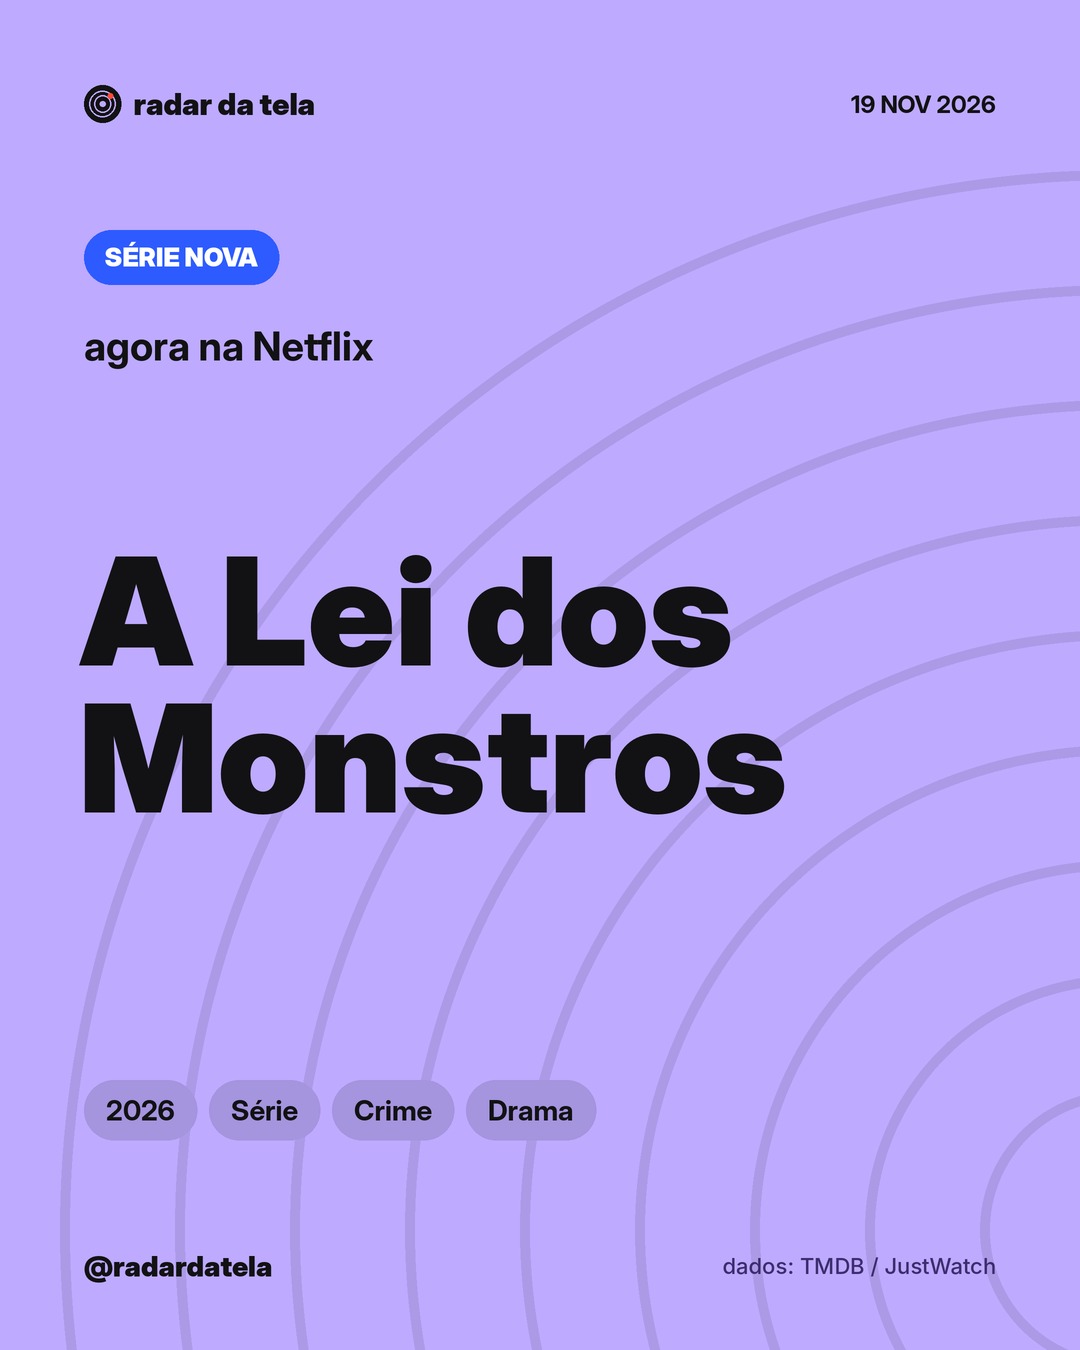 radar da tela
19 NOV 2026
SÉRIE NOVA
agora na Netflix
A Lei dos
Monstros
2026 Série Crime Drama
@radardatela
dados: TMDB / JustWatch